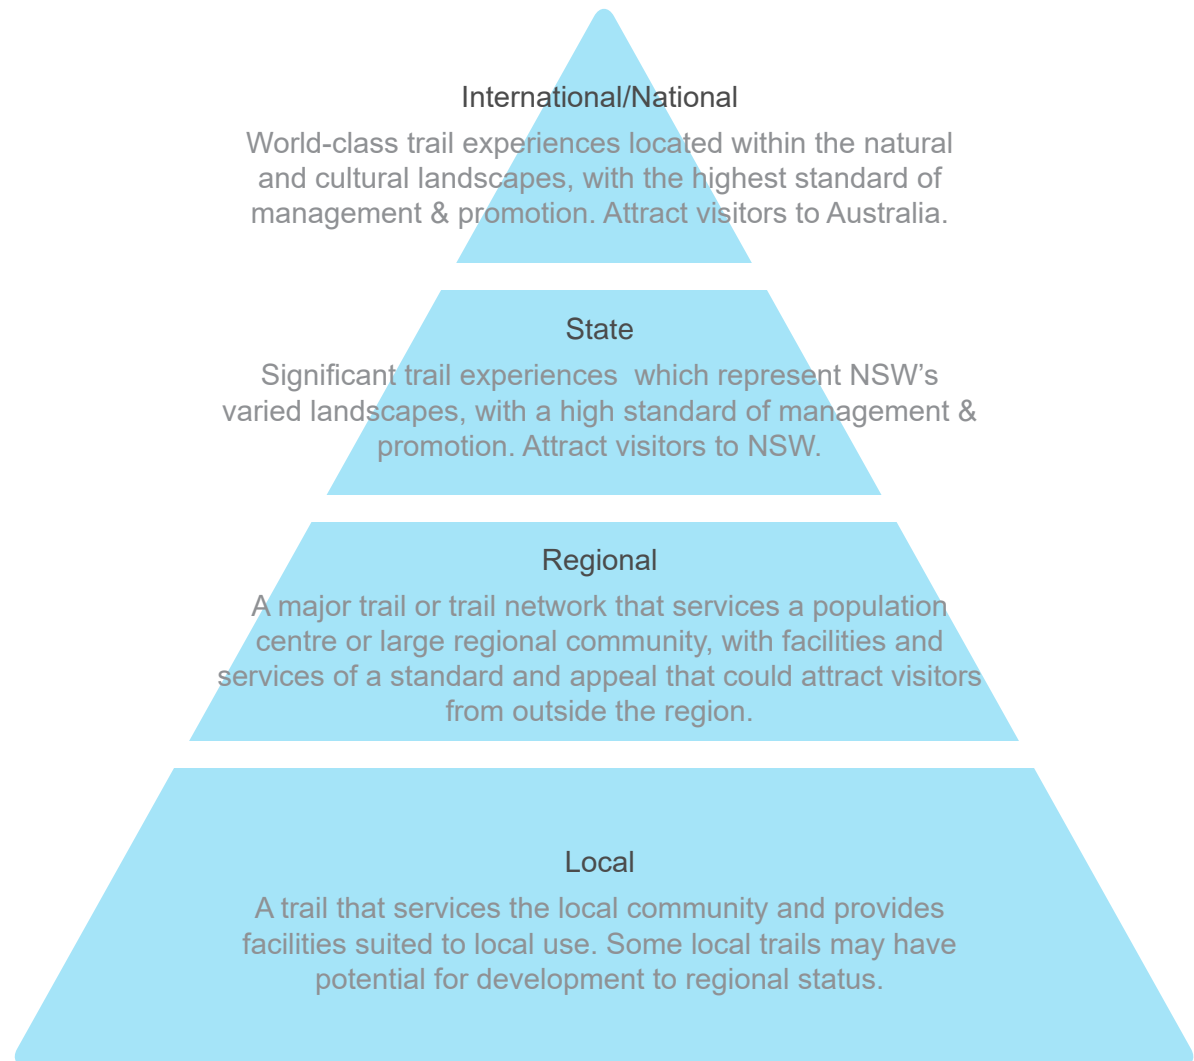 International/National
World-class trail experiences located within the natural
and cultural landscapes, with the highest standard of
management & promotion. Attract visitors to Australia.
State
Significant trail experiences  which represent NSW’s
varied landscapes, with a high standard of management &
promotion. Attract visitors to NSW.
Regional
A major trail or trail network that services a population
centre or large regional community, with facilities and
services of a standard and appeal that could attract visitors
from outside the region.
Local
A trail that services the local community and provides
facilities suited to local use. Some local trails may have
potential for development to regional status.